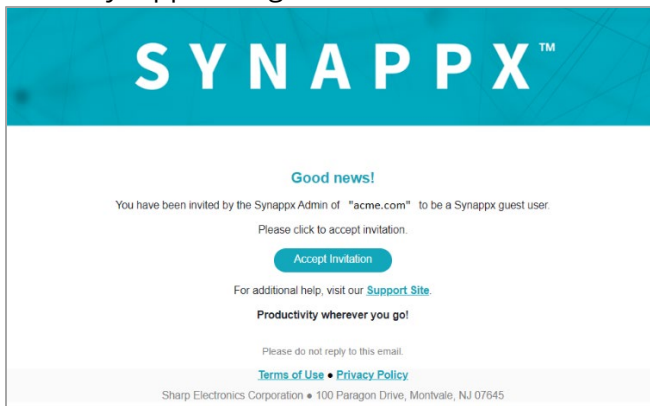 SYNAPPX™
Good news!
You have been invited by the Synappx Admin of "acme.com" to be a Synappx guest user.
Please click to accept invitation.
Accept Invitation
For additional help, visit our Support Site.
Productivity wherever you go!
Please do not reply to this email.
Terms of Use ● Privacy Policy
Sharp Electronics Corporation ● 100 Paragon Drive, Montvale, NJ 07645